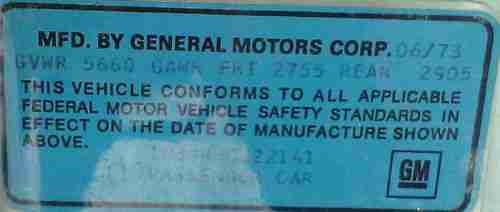 MFD. BY GENERAL MOTORS CORP. 06/73
GVWR 5660 GAWR FRT 2755 REAR 2905
THIS VEHICLE CONFORMS TO ALL APPLICABLE
FEDERAL MOTOR VEHICLE SAFETY STANDARDS IN
EFFECT ON THE DATE OF MANUFACTURE SHOWN
ABOVE.
PASSENGER CAR
GM